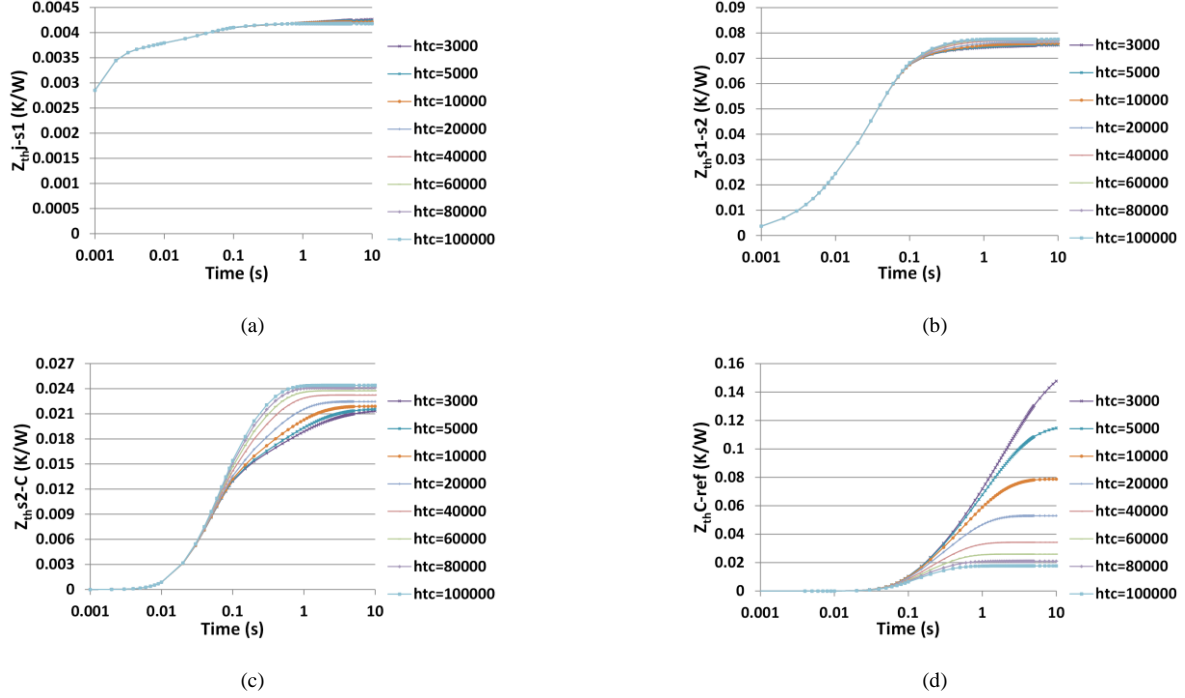 Z_thj-s1 (K/W)
0.0045
0.004
0.0035
0.003
0.0025
0.002
0.0015
0.001
0.0005
0
0.001 0.01 0.1 1 10
Time (s)
htc=3000
htc=5000
htc=10000
htc=20000
htc=40000
htc=60000
htc=80000
htc=100000
(a)
Z_ths1-s2 (K/W)
0.09
0.08
0.07
0.06
0.05
0.04
0.03
0.02
0.01
0
0.001 0.01 0.1 1 10
Time (s)
htc=3000
htc=5000
htc=10000
htc=20000
htc=40000
htc=60000
htc=80000
htc=100000
(b)
Z_ths2-C (K/W)
0.027
0.024
0.021
0.018
0.015
0.012
0.009
0.006
0.003
0
0.001 0.01 0.1 1 10
Time (s)
htc=3000
htc=5000
htc=10000
htc=20000
htc=40000
htc=60000
htc=80000
htc=100000
(c)
Z_thC-ref (K/W)
0.16
0.14
0.12
0.1
0.08
0.06
0.04
0.02
0
0.001 0.01 0.1 1 10
Time (s)
htc=3000
htc=5000
htc=10000
htc=20000
htc=40000
htc=60000
htc=80000
htc=100000
(d)